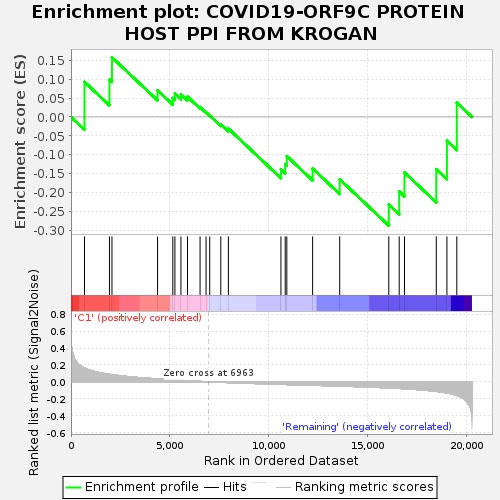 Enrichment plot: COVID19-ORF9C PROTEIN
HOST PPI FROM KROGAN
Enrichment score (ES)
0.15
0.10
0.05
0.00
-0.05
-0.10
-0.15
-0.20
-0.25
-0.30
'C1' (positively correlated)
Ranked list metric (Signal2Noise)
0.8
0.6
0.4
0.2
0.0
-0.2
-0.4
-0.6
Zero cross at 6963
'Remaining' (negatively correlated)
0
5,000
10,000
15,000
20,000
Rank in Ordered Dataset
Enrichment profile
Hits
Ranking metric scores